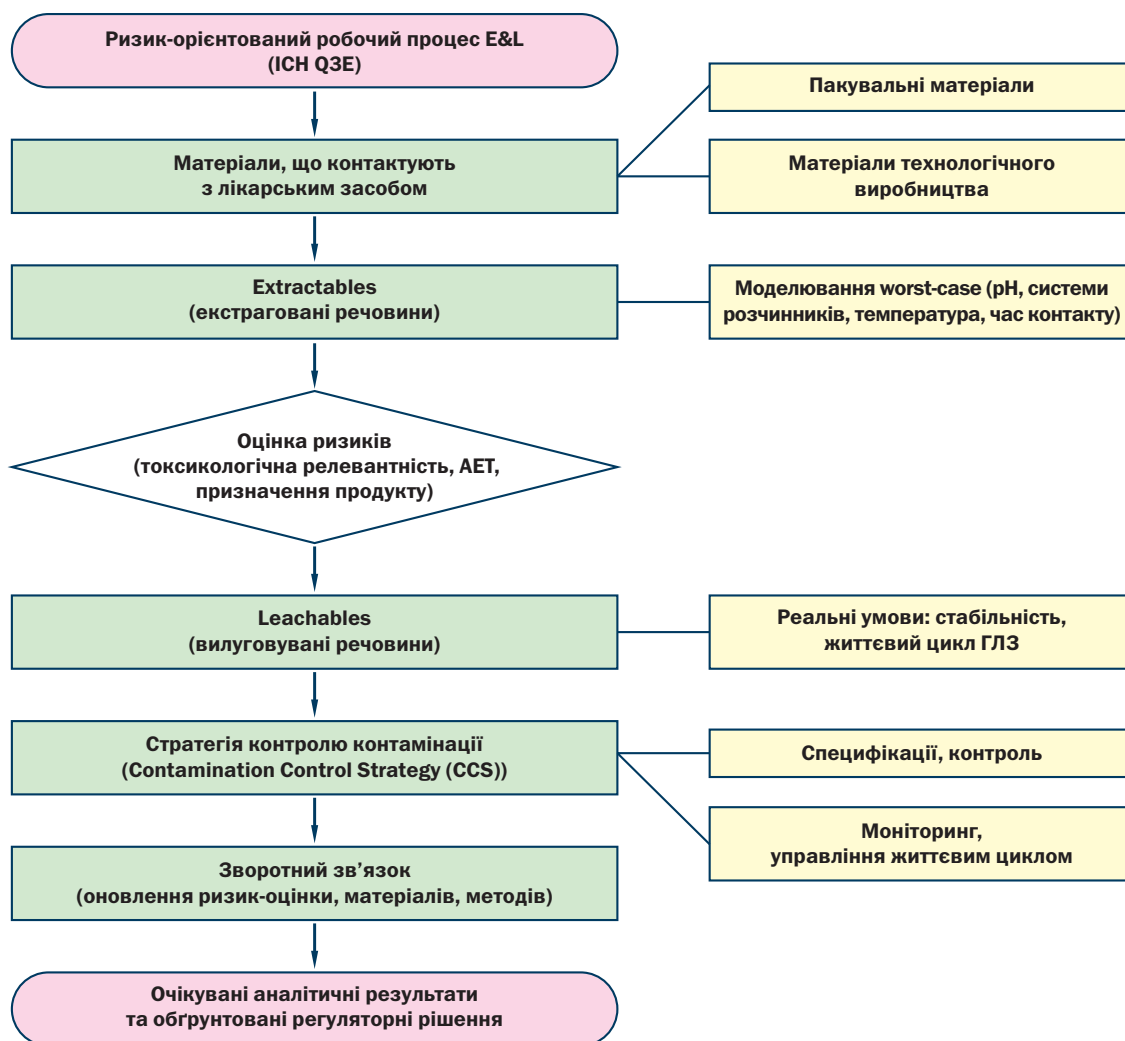 Ризик-орієнтований робочий процес E&L
(ICH Q3E)
Пакувальні матеріали
Матеріали, що контактують
з лікарським засобом
Матеріали технологічного
виробництва
Extractables
(екстраговані речовини)
Моделювання worst-case (pH, системи
розчинників, температура, час контакту)
Оцінка ризиків
(токсикологічна релевантність, AET,
призначення продукту)
Leachables
(вилуговувані речовини)
Реальні умови: стабільність,
життєвий цикл ГЛЗ
Стратегія контролю контамінації
(Contamination Control Strategy (CCS))
Специфікації, контроль
Моніторинг,
управління життєвим циклом
Зворотний зв’язок
(оновлення ризик-оцінки, матеріалів, методів)
Очікувані аналітичні результати
та обґрунтовані регуляторні рішення